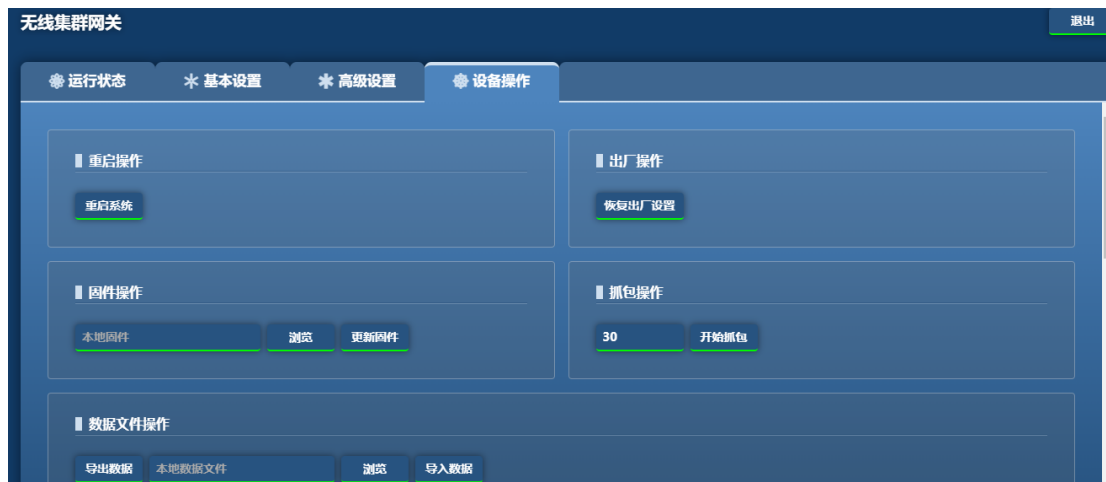 无线集群网关
退出
运行状态 基本设置 高级设置 设备操作
重启操作
重启系统
出厂操作
恢复出厂设置
固件操作
本地固件 浏览 更新固件
抓包操作
30 开始抓包
数据文件操作
导出数据 本地数据文件 浏览 导入数据